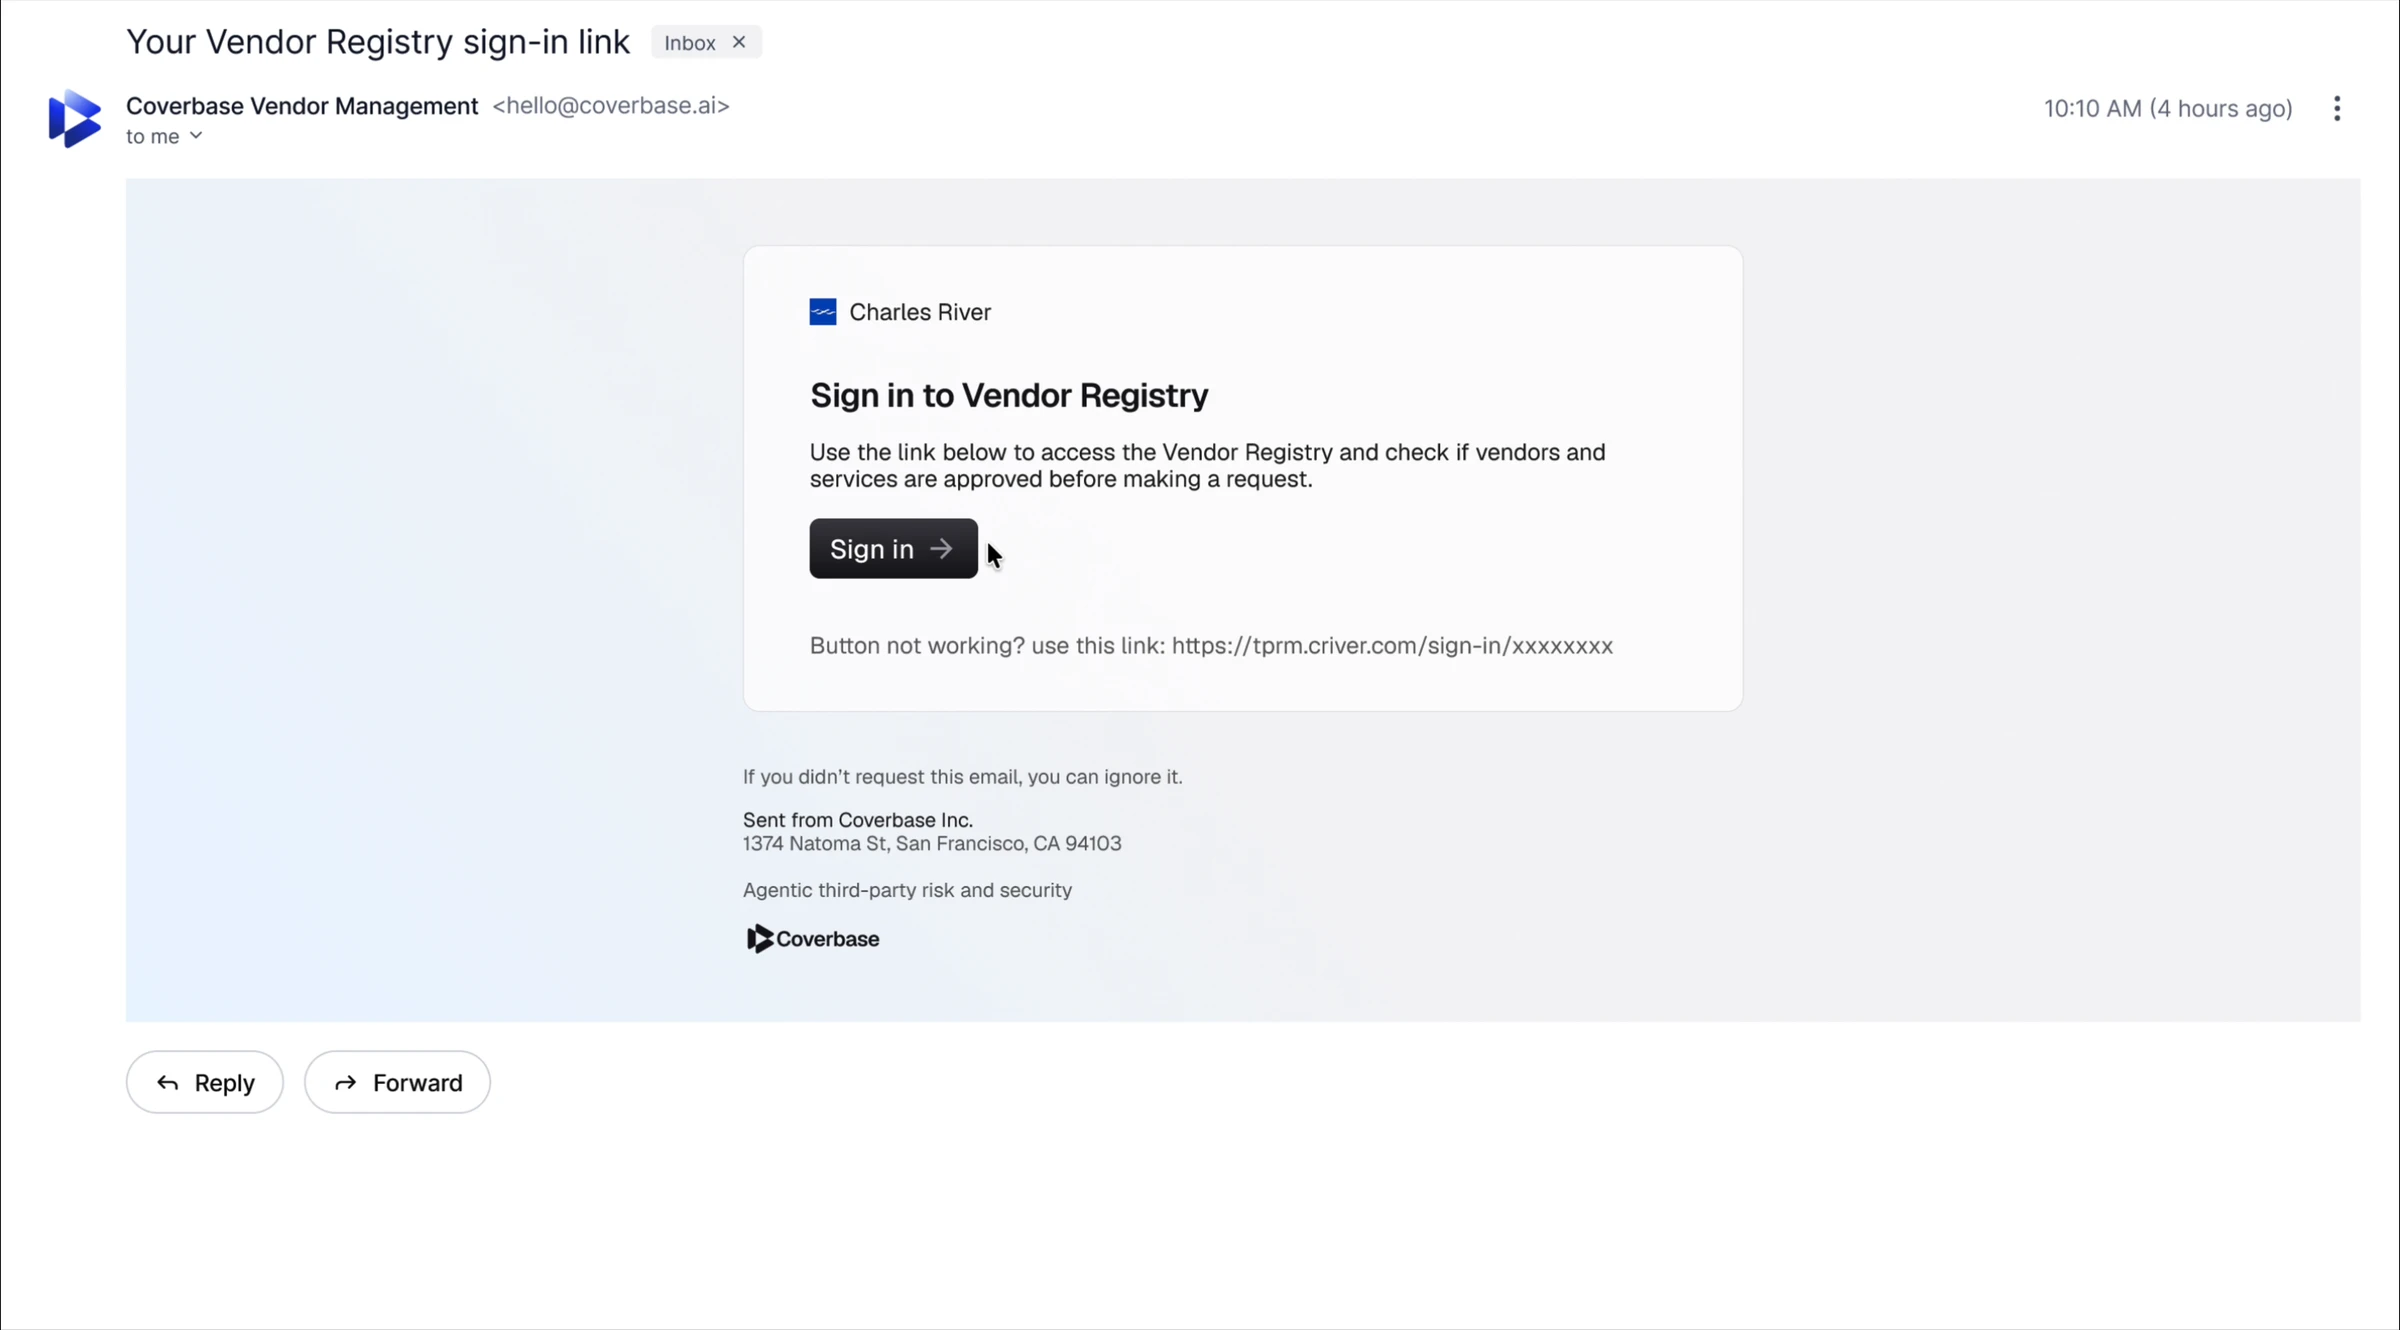 Your Vendor Registry sign-in link Inbox ×
Coverbase Vendor Management <hello@coverbase.ai> 10:10 AM (4 hours ago)
to me
Charles River
Sign in to Vendor Registry
Use the link below to access the Vendor Registry and check if vendors and
services are approved before making a request.
Sign in →
Button not working? use this link: https://tprm.criver.com/sign-in/xxxxxxxx
If you didn’t request this email, you can ignore it.
Sent from Coverbase Inc.
1374 Natoma St, San Francisco, CA 94103
Agentic third-party risk and security
Coverbase
Reply Forward